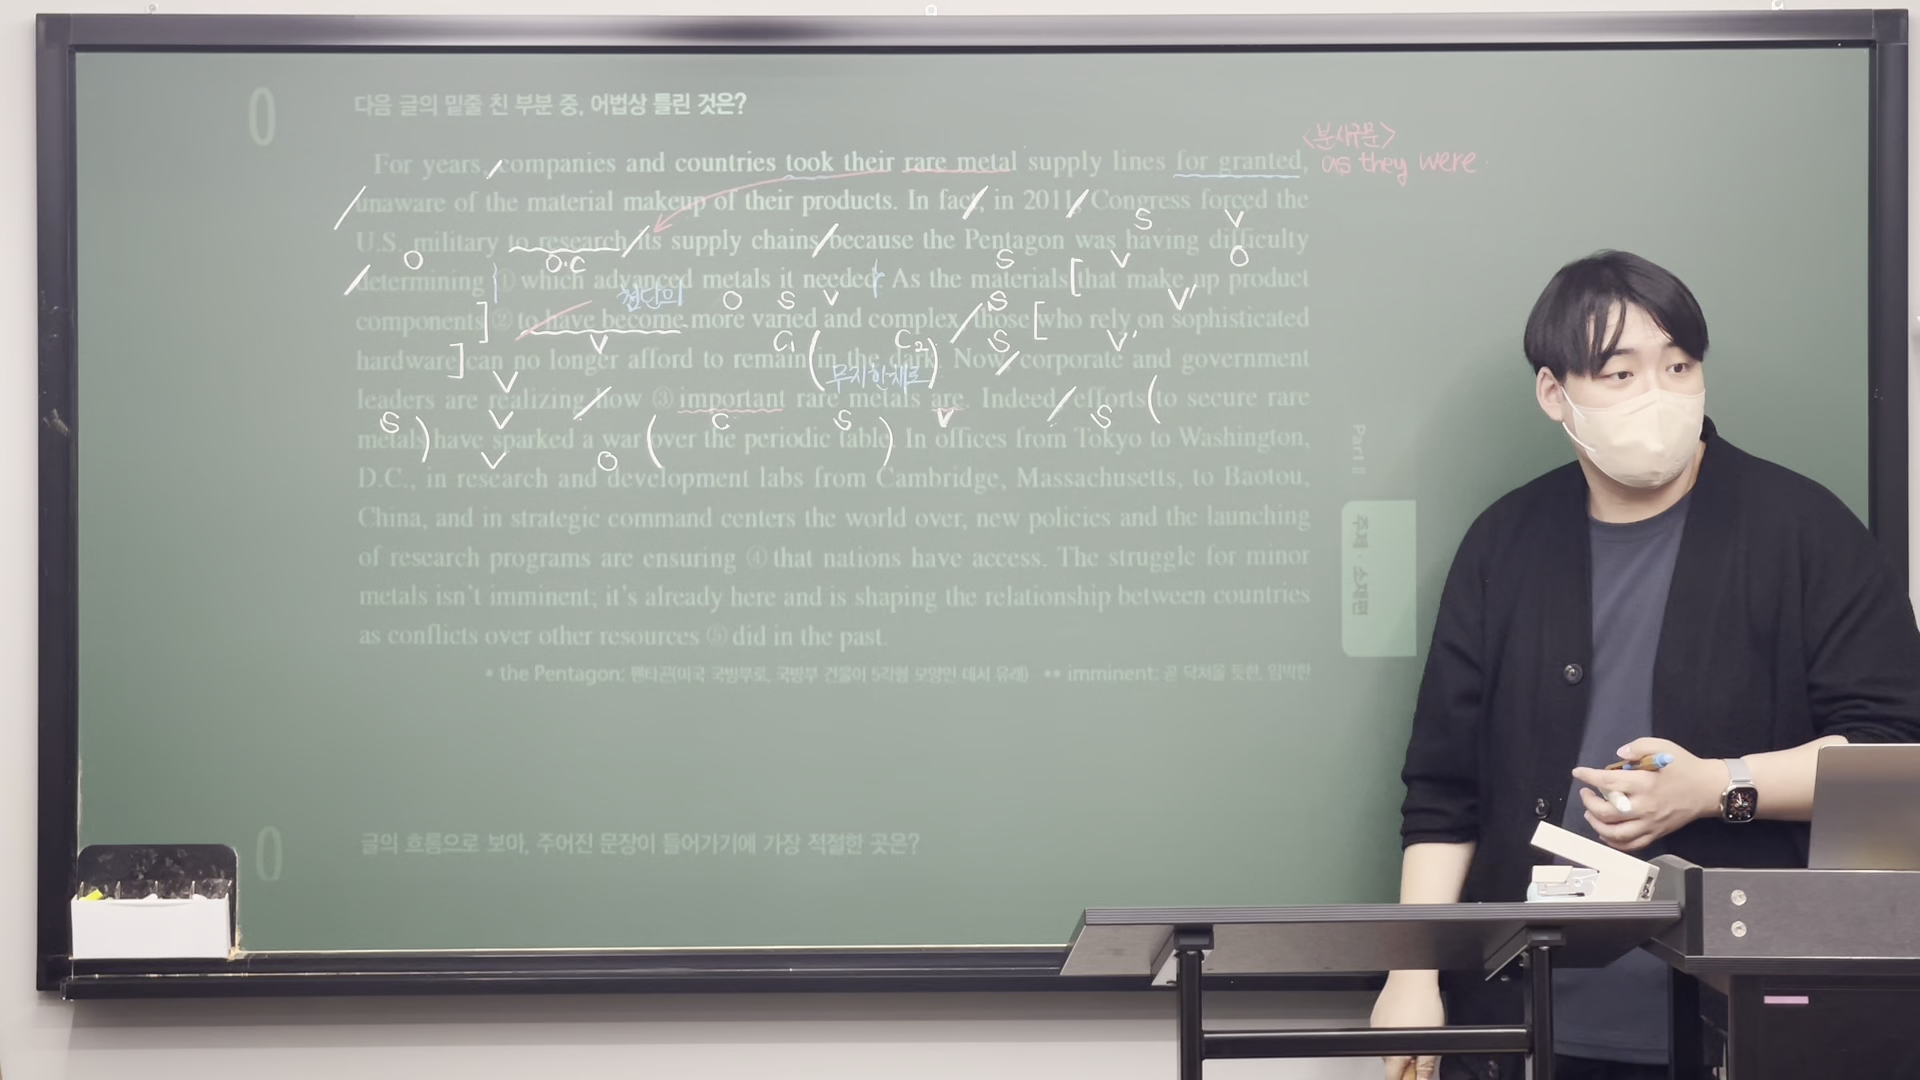 0
다음 글의 밑줄 친 부분 중, 어법상 틀린 것은?
<분사구문>
For years, companies and countries took their rare metal supply lines for granted,
as they were
unaware of the material makeup of their products. In fact, in 2011, Congress forced the
S V
U.S. military to research its supply chains because the Pentagon was having difficulty
O O.C S V O
determining ① which advanced metals it needed. As the materials [that make up product
첨단의 O S V S V'
components] ② to have become more varied and complex, those [who rely on sophisticated
V C1 C2 S V'
hardware] can no longer afford to remain (in the dark). Now, corporate and government
V 무지한채로
leaders are realizing how ③ important rare metals are. Indeed, efforts (to secure rare
S V C S V S
metals) have sparked a war (over the periodic table). In offices from Tokyo to Washington,
V O
D.C., in research and development labs from Cambridge, Massachusetts, to Baotou,
China, and in strategic command centers the world over, new policies and the launching
of research programs are ensuring ④ that nations have access. The struggle for minor
metals isn't imminent; it's already here and is shaping the relationship between countries
as conflicts over other resources ⑤ did in the past.
* the Pentagon: 펜타곤(미국 국방부로, 국방부 건물이 5각형 모양인 데서 유래) ** imminent: 곧 닥쳐올 듯한, 임박한
Part II
주제·소재편
0
글의 흐름으로 보아, 주어진 문장이 들어가기에 가장 적절한 곳은?